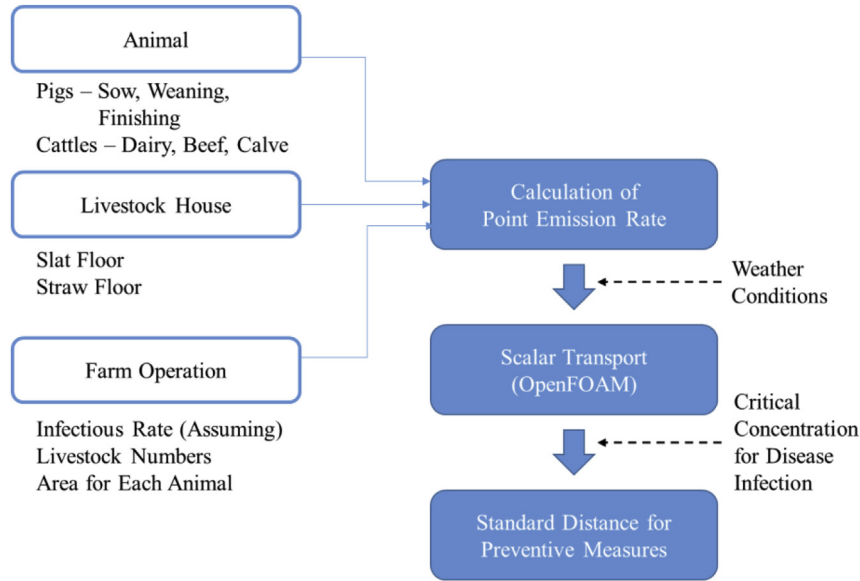 Animal
Pigs – Sow, Weaning,
Finishing
Cattles – Dairy, Beef, Calve
Livestock House
Slat Floor
Straw Floor
Farm Operation
Infectious Rate (Assuming)
Livestock Numbers
Area for Each Animal
Calculation of
Point Emission Rate
Weather
Conditions
Scalar Transport
(OpenFOAM)
Critical
Concentration
for Disease
Infection
Standard Distance for
Preventive Measures